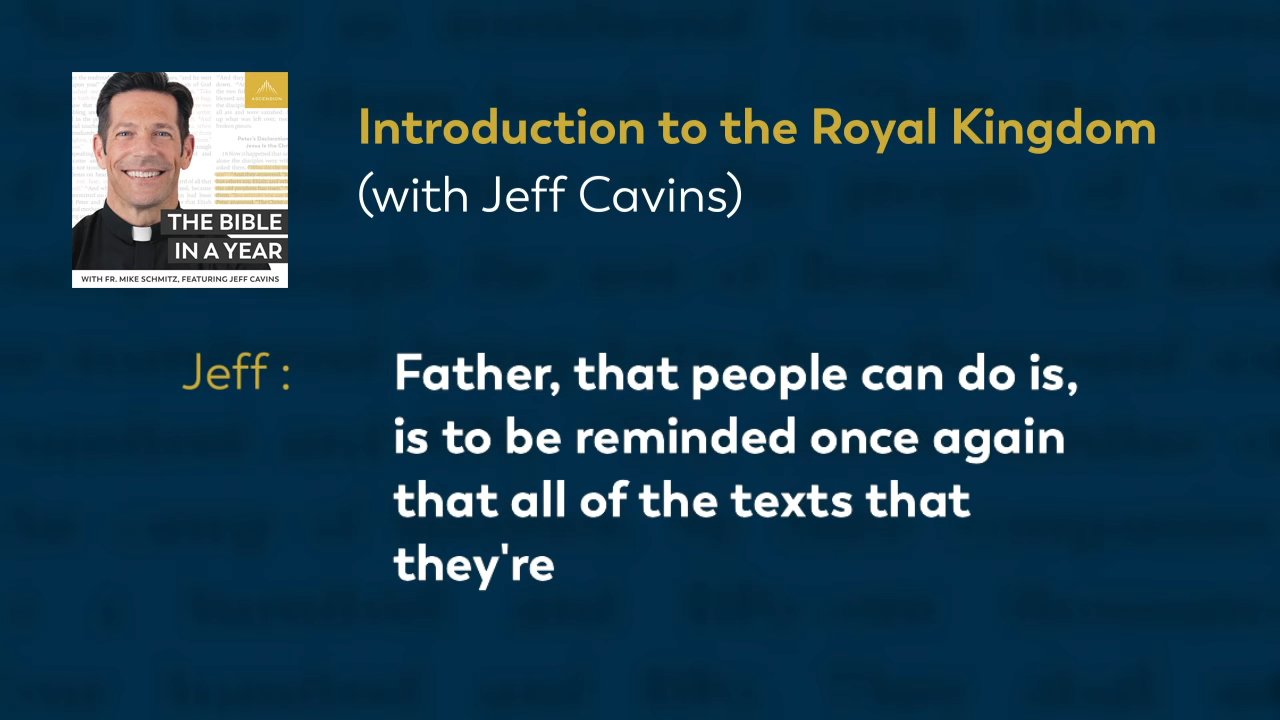 ASCENSION
THE BIBLE
IN A YEAR
WITH FR. MIKE SCHMITZ, FEATURING JEFF CAVINS
Introduction to the Royal Kingdom
(with Jeff Cavins)
Jeff :
Father, that people can do is,
is to be reminded once again
that all of the texts that
they're